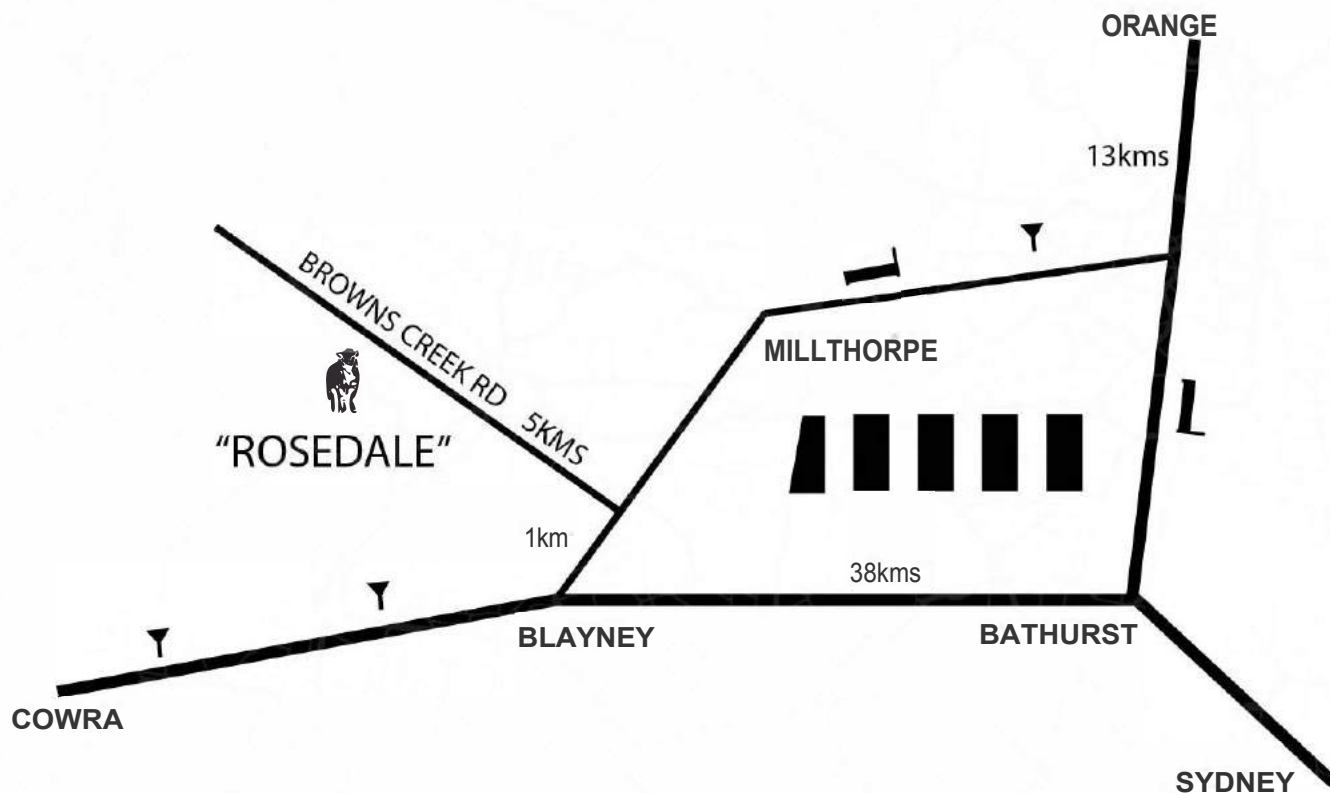 ORANGE
13kms
BROWNS CREEK RD 5KMS
MILLTHORPE
“ROSEDALE”
1km
38kms
BLAYNEY
BATHURST
COWRA
SYDNEY